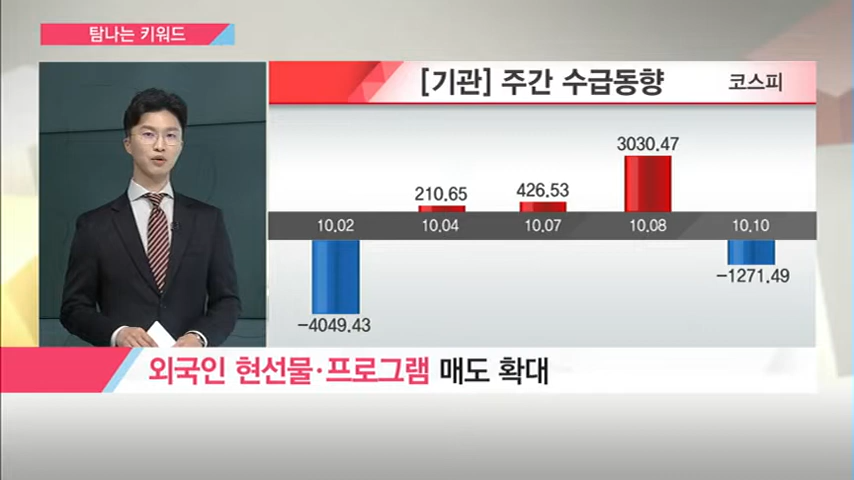 탐나는 키워드
[기관] 주간 수급동향 코스피
3030.47
210.65 426.53
10.02 10.04 10.07 10.08 10.10
-1271.49
-4049.43
외국인 현선물·프로그램 매도 확대